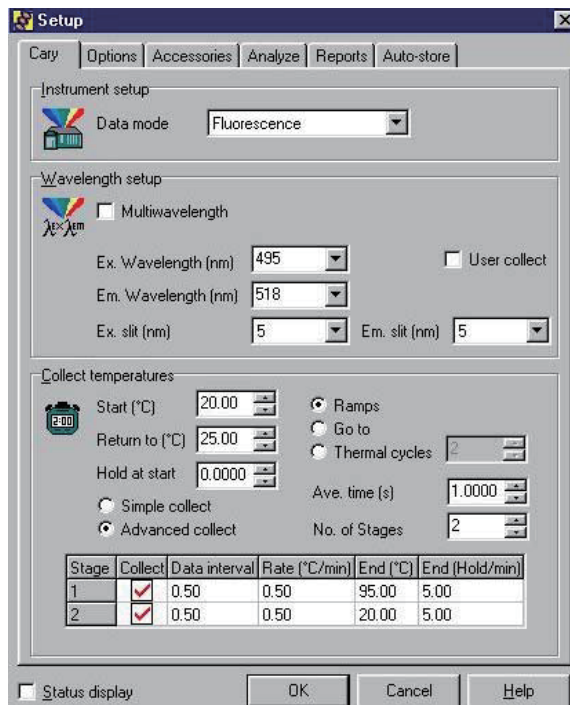 Setup
Cary Options Accessories Analyze Reports Auto-store
Instrument setup
Data mode Fluorescence
Wavelength setup
λEx×λEm
Multiwavelength
Ex. Wavelength (nm) 495 User collect
Em. Wavelength (nm) 518
Ex. slit (nm) 5 Em. slit (nm) 5
Collect temperatures
2:00
Start (°C) 20.00 Ramps
Return to (°C) 25.00 Go to
Thermal cycles 2
Hold at start 0.0000
Simple collect Ave. time (s) 1.0000
Advanced collect No. of Stages 2
Stage Collect Data interval Rate (°C/min) End (°C) End (Hold/min)
1 0.50 0.50 95.00 5.00
2 0.50 0.50 20.00 5.00
Status display OK Cancel Help